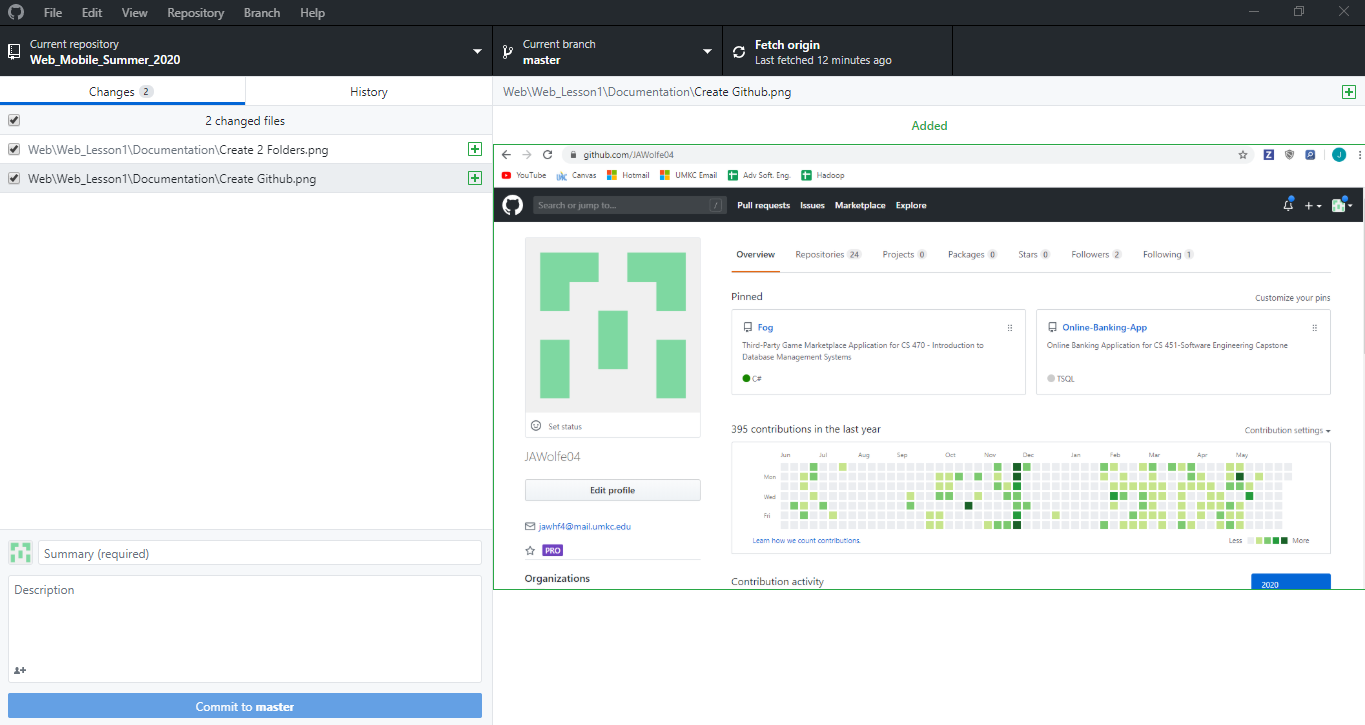 File Edit View Repository Branch Help
Current repository
Web_Mobile_Summer_2020
Current branch
master
Fetch origin
Last fetched 12 minutes ago
Changes 2
History
2 changed files
Web\Web_Lesson1\Documentation\Create 2 Folders.png
Web\Web_Lesson1\Documentation\Create Github.png
Summary (required)
Description
Commit to master
Web\Web_Lesson1\Documentation\Create Github.png
Added
github.com/JAWolfe04
Z
J
YouTube Canvas Hotmail UMKC Email Adv Soft. Eng. Hadoop
Search or jump to... /
Pull requests Issues Marketplace Explore
Overview Repositories 24 Projects 0 Packages 0 Stars 0 Followers 2 Following 1
Set status
JAWolfe04
Edit profile
jawhf4@mail.umkc.edu
PRO
Organizations
Pinned
Customize your pins
Fog
Third-Party Game Marketplace Application for CS 470 - Introduction to
Database Management Systems
C#
Online-Banking-App
Online Banking Application for CS 451-Software Engineering Capstone
TSQL
395 contributions in the last year
Contribution settings
Jun Jul Aug Sep Oct Nov Dec Jan Feb Mar Apr May
Mon
Wed
Fri
Learn how we count contributions.
Less More
Contribution activity
2020